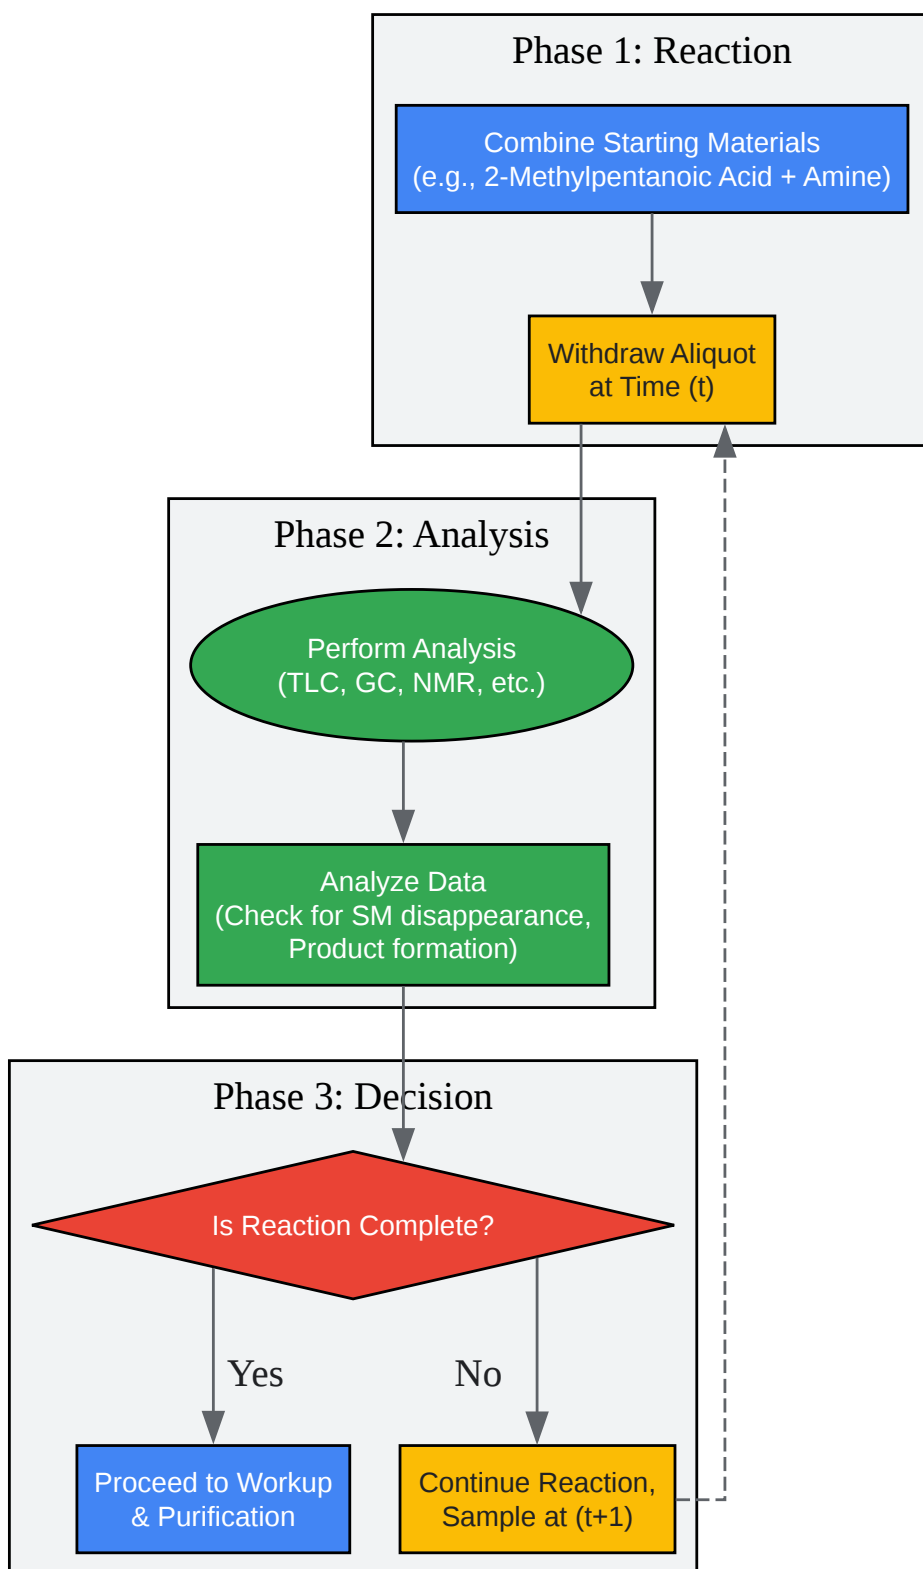 Phase 1: Reaction
Combine Starting Materials
(e.g., 2-Methylpentanoic Acid + Amine)
Withdraw Aliquot
at Time (t)
Phase 2: Analysis
Perform Analysis
(TLC, GC, NMR, etc.)
Analyze Data
(Check for SM disappearance,
Product formation)
Phase 3: Decision
Is Reaction Complete?
Yes
No
Proceed to Workup
& Purification
Continue Reaction,
Sample at (t+1)